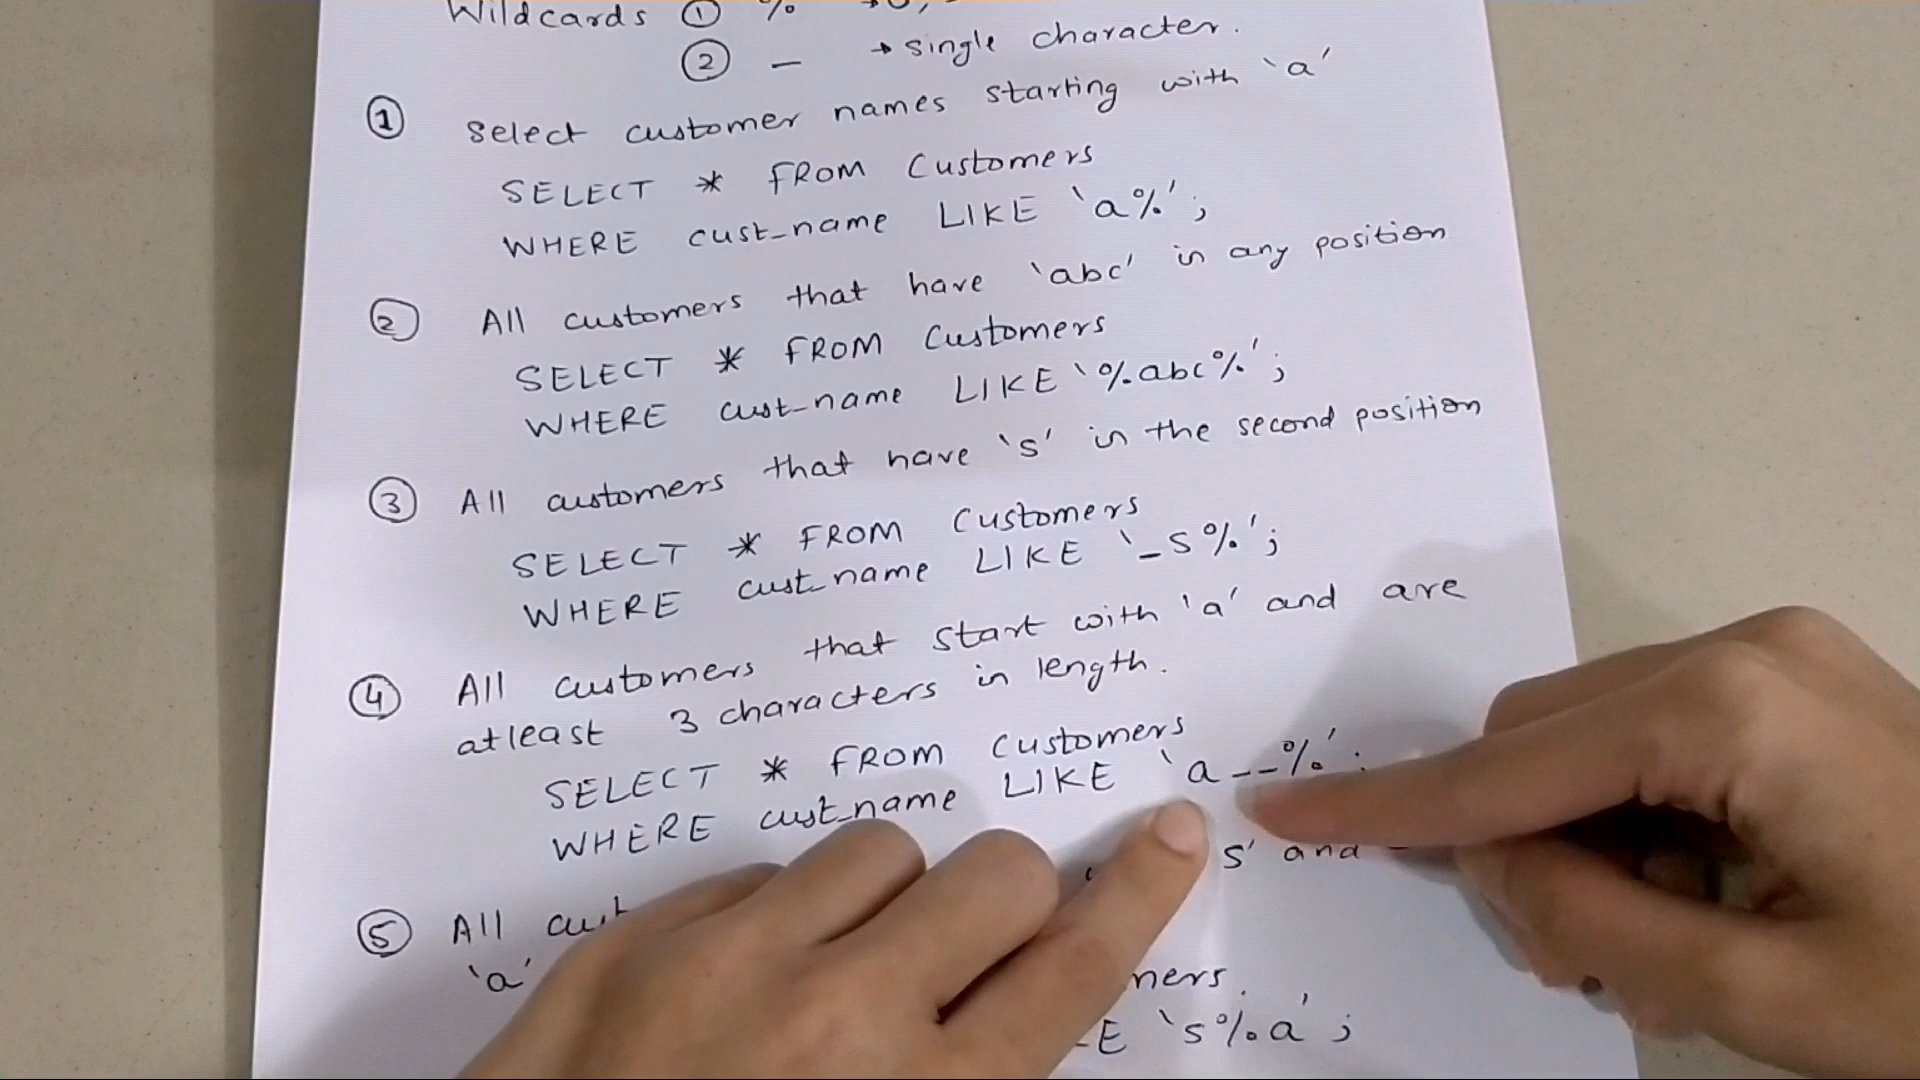 Wildcards ① %
② _ → single character.
① Select customer names starting with 'a'
SELECT * FROM Customers
WHERE cust_name LIKE 'a%';
② All customers that have 'abc' in any position
SELECT * FROM Customers
WHERE cust_name LIKE '%abc%';
③ All customers that have 's' in the second position
SELECT * FROM Customers
WHERE cust_name LIKE '_s%';
④ All customers that start with 'a' and are
atleast 3 characters in length.
SELECT * FROM Customers
WHERE cust_name LIKE 'a__%';
⑤ All s' and
'a'
ners.
E 's%a';